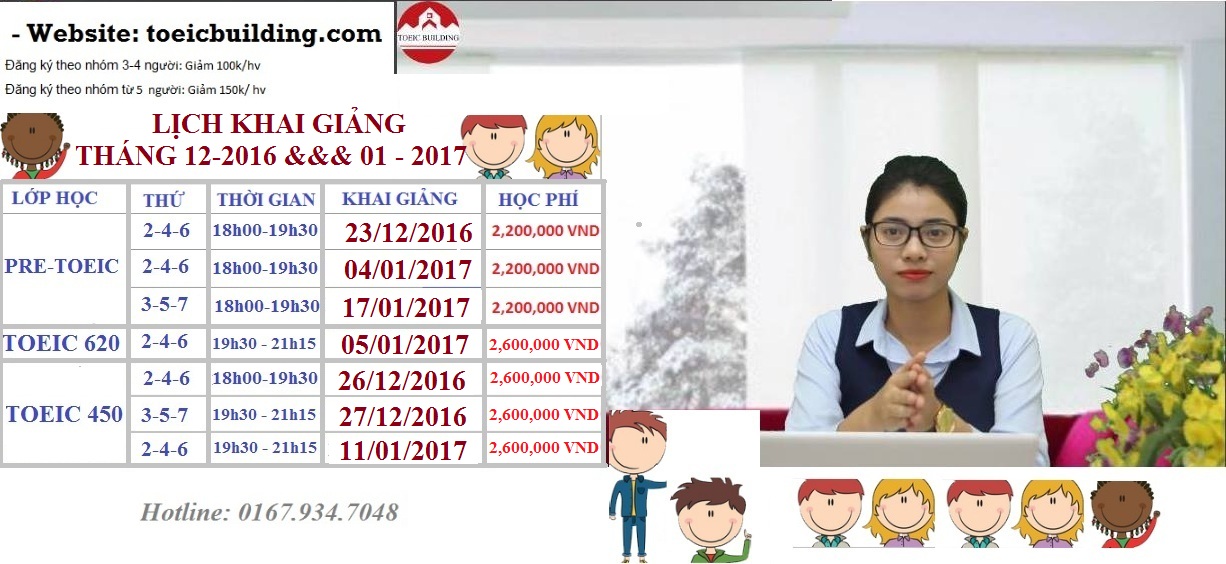 - Website: toeicbuilding.com
TOEIC BUILDING
Đăng ký theo nhóm 3-4 người: Giảm 100k/hv
Đăng ký theo nhóm từ 5 người: Giảm 150k/ hv
LỊCH KHAI GIẢNG
THÁNG 12-2016 &&& 01 - 2017
LỚP HỌC THỨ THỜI GIAN KHAI GIẢNG HỌC PHÍ
2-4-6 18h00-19h30 23/12/2016 2,200,000 VND
PRE-TOEIC 2-4-6 18h00-19h30 04/01/2017 2,200,000 VND
3-5-7 18h00-19h30 17/01/2017 2,200,000 VND
TOEIC 620 2-4-6 19h30 - 21h15 05/01/2017 2,600,000 VND
2-4-6 18h00-19h30 26/12/2016 2,600,000 VND
TOEIC 450 3-5-7 19h30 - 21h15 27/12/2016 2,600,000 VND
2-4-6 19h30 - 21h15 11/01/2017 2,600,000 VND
Hotline: 0167.934.7048